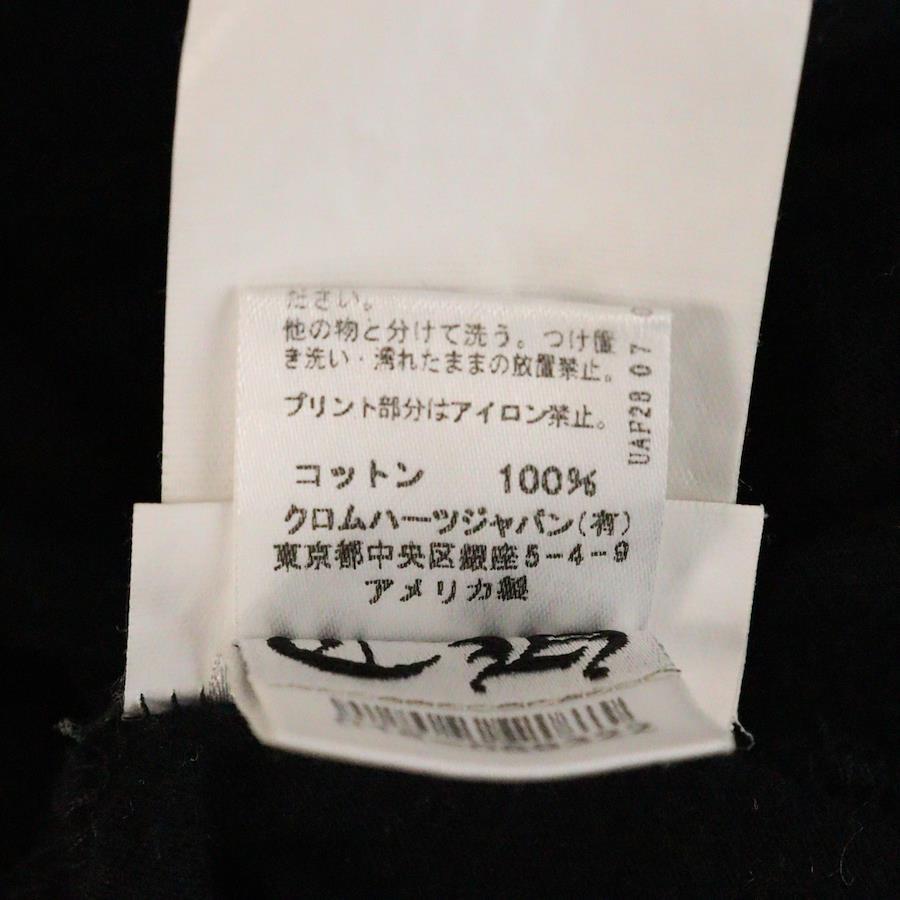 ださい。
他の物と分けて洗う。つけ置
き洗い・濡れたままの放置禁止。
プリント部分はアイロン禁止。
コットン 100%
クロムハーツジャパン(有)
東京都中央区銀座5-4-9
アメリカ製
UAF28 07